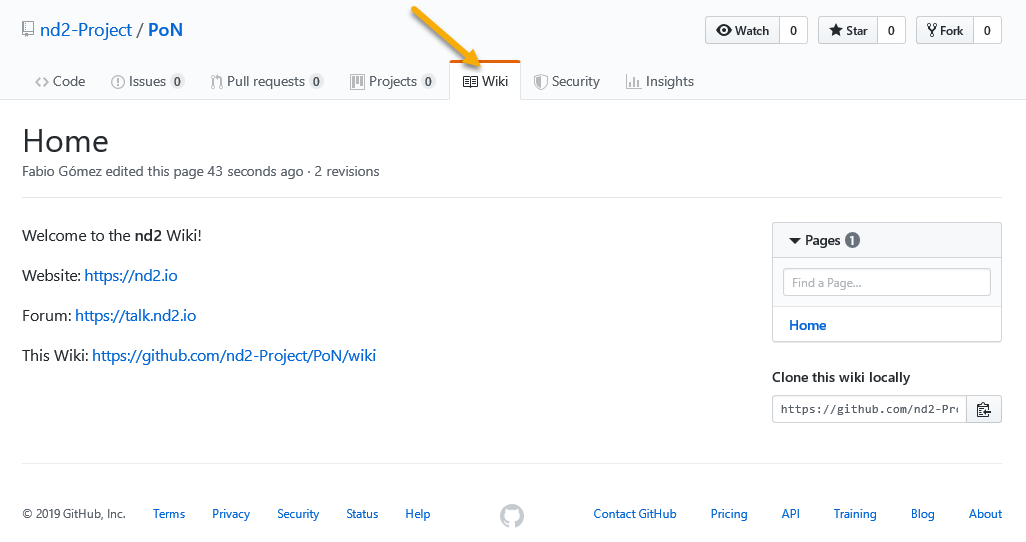 nd2-Project / PoN
Watch 0 Star 0 Fork 0
Code Issues 0 Pull requests 0 Projects 0 Wiki Security Insights
Home
Fabio Gómez edited this page 43 seconds ago · 2 revisions
Welcome to the nd2 Wiki!
Website: https://nd2.io
Forum: https://talk.nd2.io
This Wiki: https://github.com/nd2-Project/PoN/wiki
Pages 1
Find a Page...
Home
Clone this wiki locally
https://github.com/nd2-Pro
© 2019 GitHub, Inc. Terms Privacy Security Status Help Contact GitHub Pricing API Training Blog About